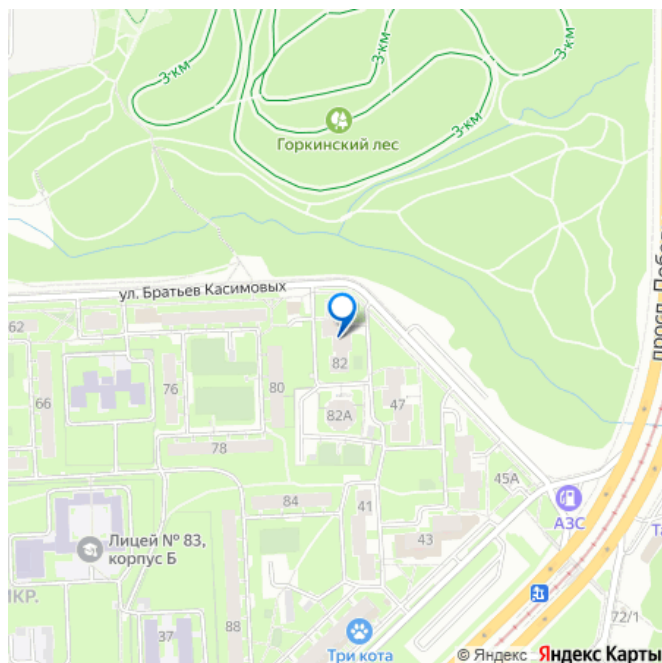 3-км
3-км
3-км
3-км
Горкинский лес
ул. Братьев Касимовых
просп. Побе
62
66
76
80
82
82А
47
78
84
41
45А
43
АЗС
Та
Лицей № 83,
корпус Б
МКР.
37
88
Три кота
72/1
© Яндекс Яндекс Карты